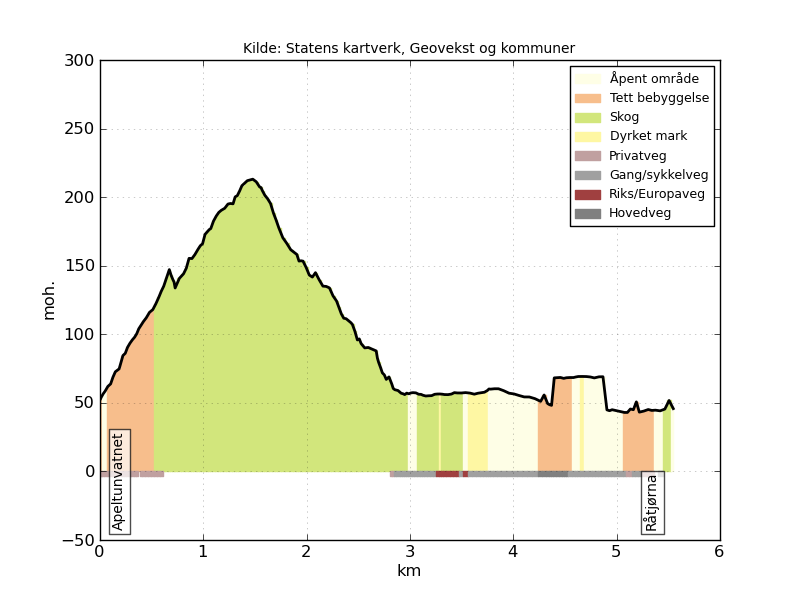 Kilde: Statens kartverk, Geovekst og kommuner
300
250
200
150
100
50
0
−50
moh.
Åpent område
Tett bebyggelse
Skog
Dyrket mark
Privatveg
Gang/sykkelveg
Riks/Europaveg
Hovedveg
Apeltunvatnet
Råtjørna
0 1 2 3 4 5 6
km